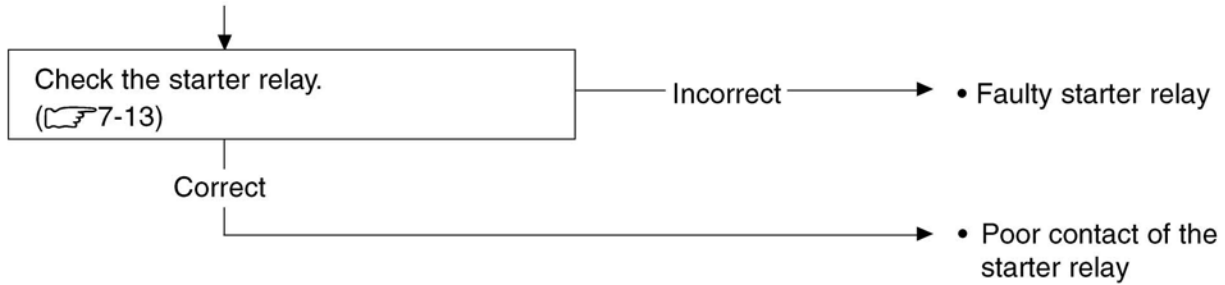 Check the starter relay.
(☞7-13)
Incorrect
• Faulty starter relay
Correct
• Poor contact of the
starter relay